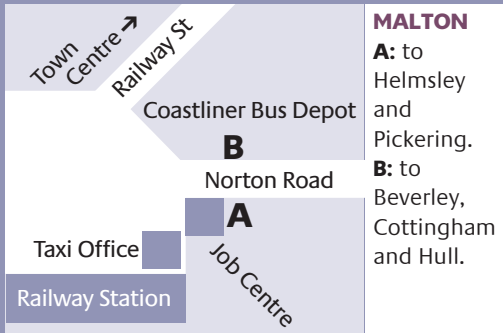 Town
Centre ➔
Railway St
Coastliner Bus Depot
B
Norton Road
A
Taxi Office
Job Centre
Railway Station
MALTON
A: to
Helmsley
and
Pickering.
B: to
Beverley,
Cottingham
and Hull.